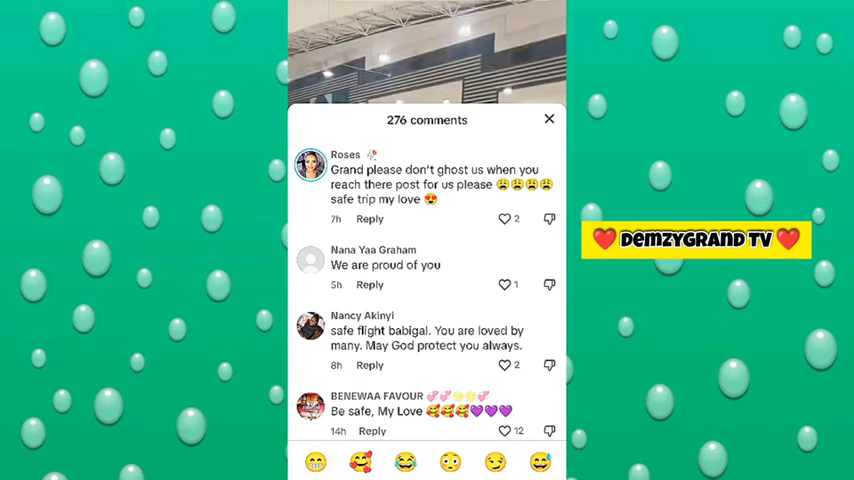 276 comments
Roses 🥀
Grand please don't ghost us when you
reach there post for us please 😩😩😩😩
safe trip my love 😍
7h Reply 2
Nana Yaa Graham
We are proud of you
5h Reply 1
Nancy Akinyi
safe flight babigal. You are loved by
many. May God protect you always.
8h Reply 2
BENEWAA FAVOUR 💞💞🌟🌟💞
Be safe, My Love 🥰🥰🥰💜💜💜
14h Reply 12
❤️ DEMZYGRAND TV ❤️